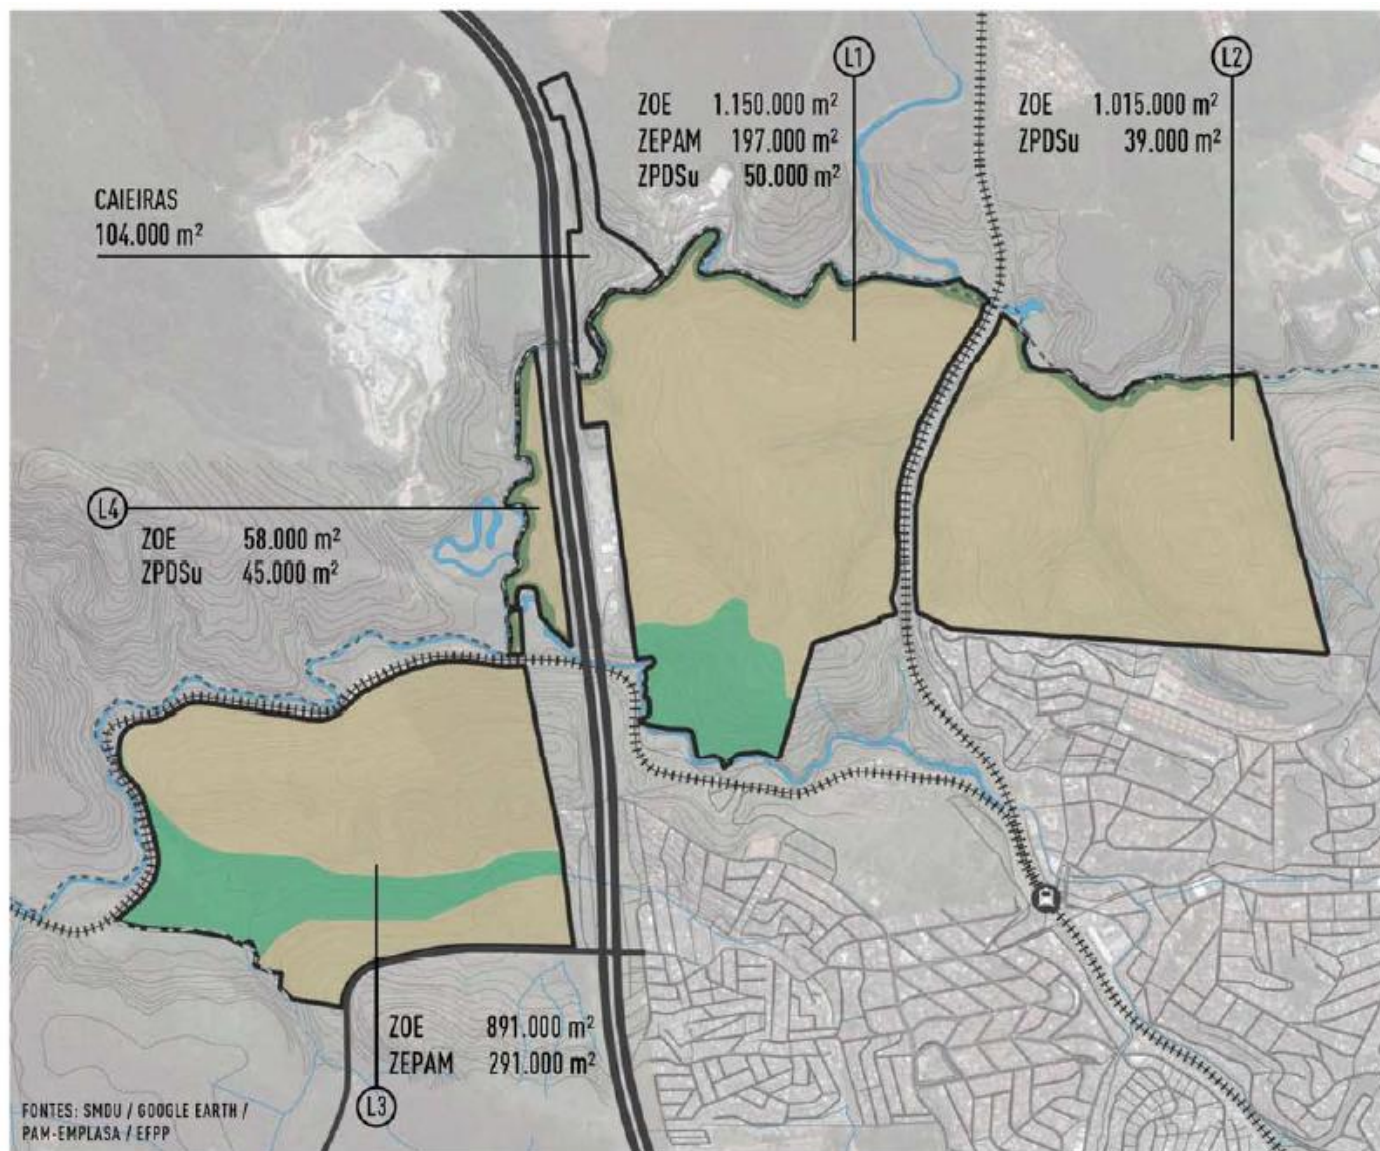 L1
ZOE 1.150.000 m²
ZEPAM 197.000 m²
ZPDSu 50.000 m²
L2
ZOE 1.015.000 m²
ZPDSu 39.000 m²
CAIEIRAS
104.000 m²
L4
ZOE 58.000 m²
ZPDSu 45.000 m²
ZOE 891.000 m²
ZEPAM 291.000 m²
L3
FONTES: SMDU / GOOGLE EARTH /
PAM-EMPLASA / EFPP